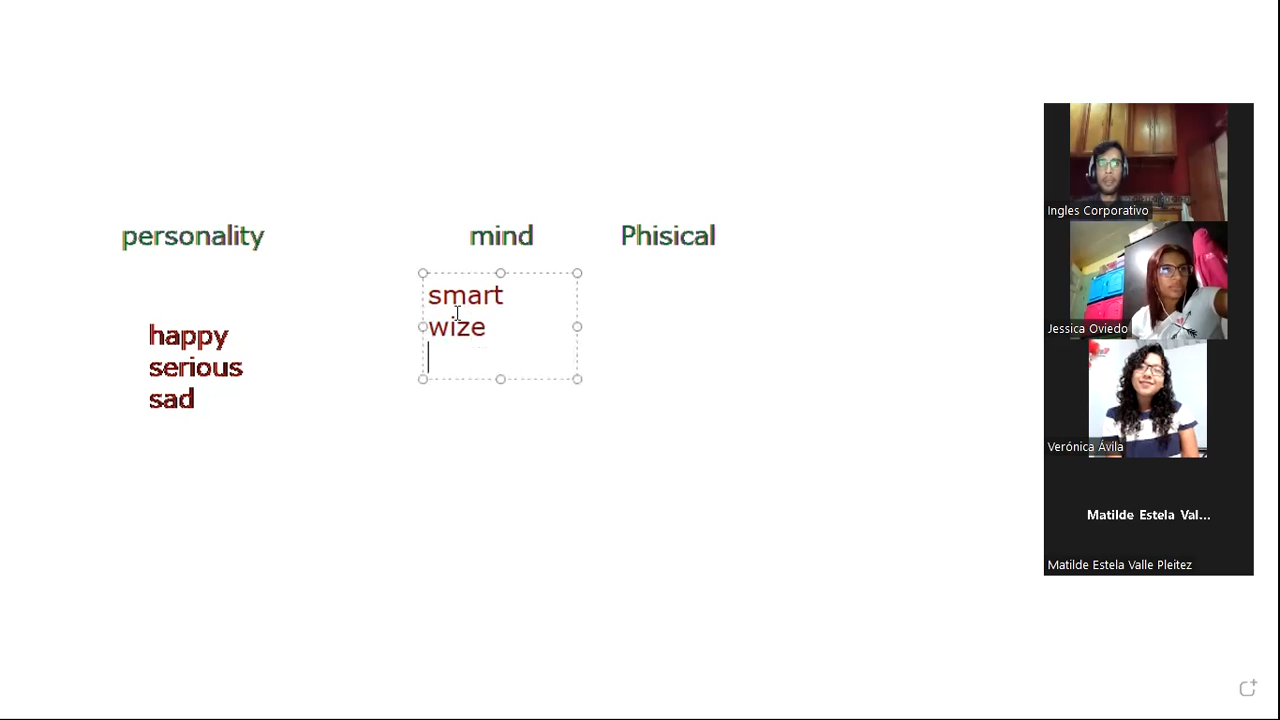 personality mind Phisical
smart
wize
happy
serious
sad
Ingles Corporativo
Jessica Oviedo
Verónica Ávila
Matilde Estela Val...
Matilde Estela Valle Pleitez